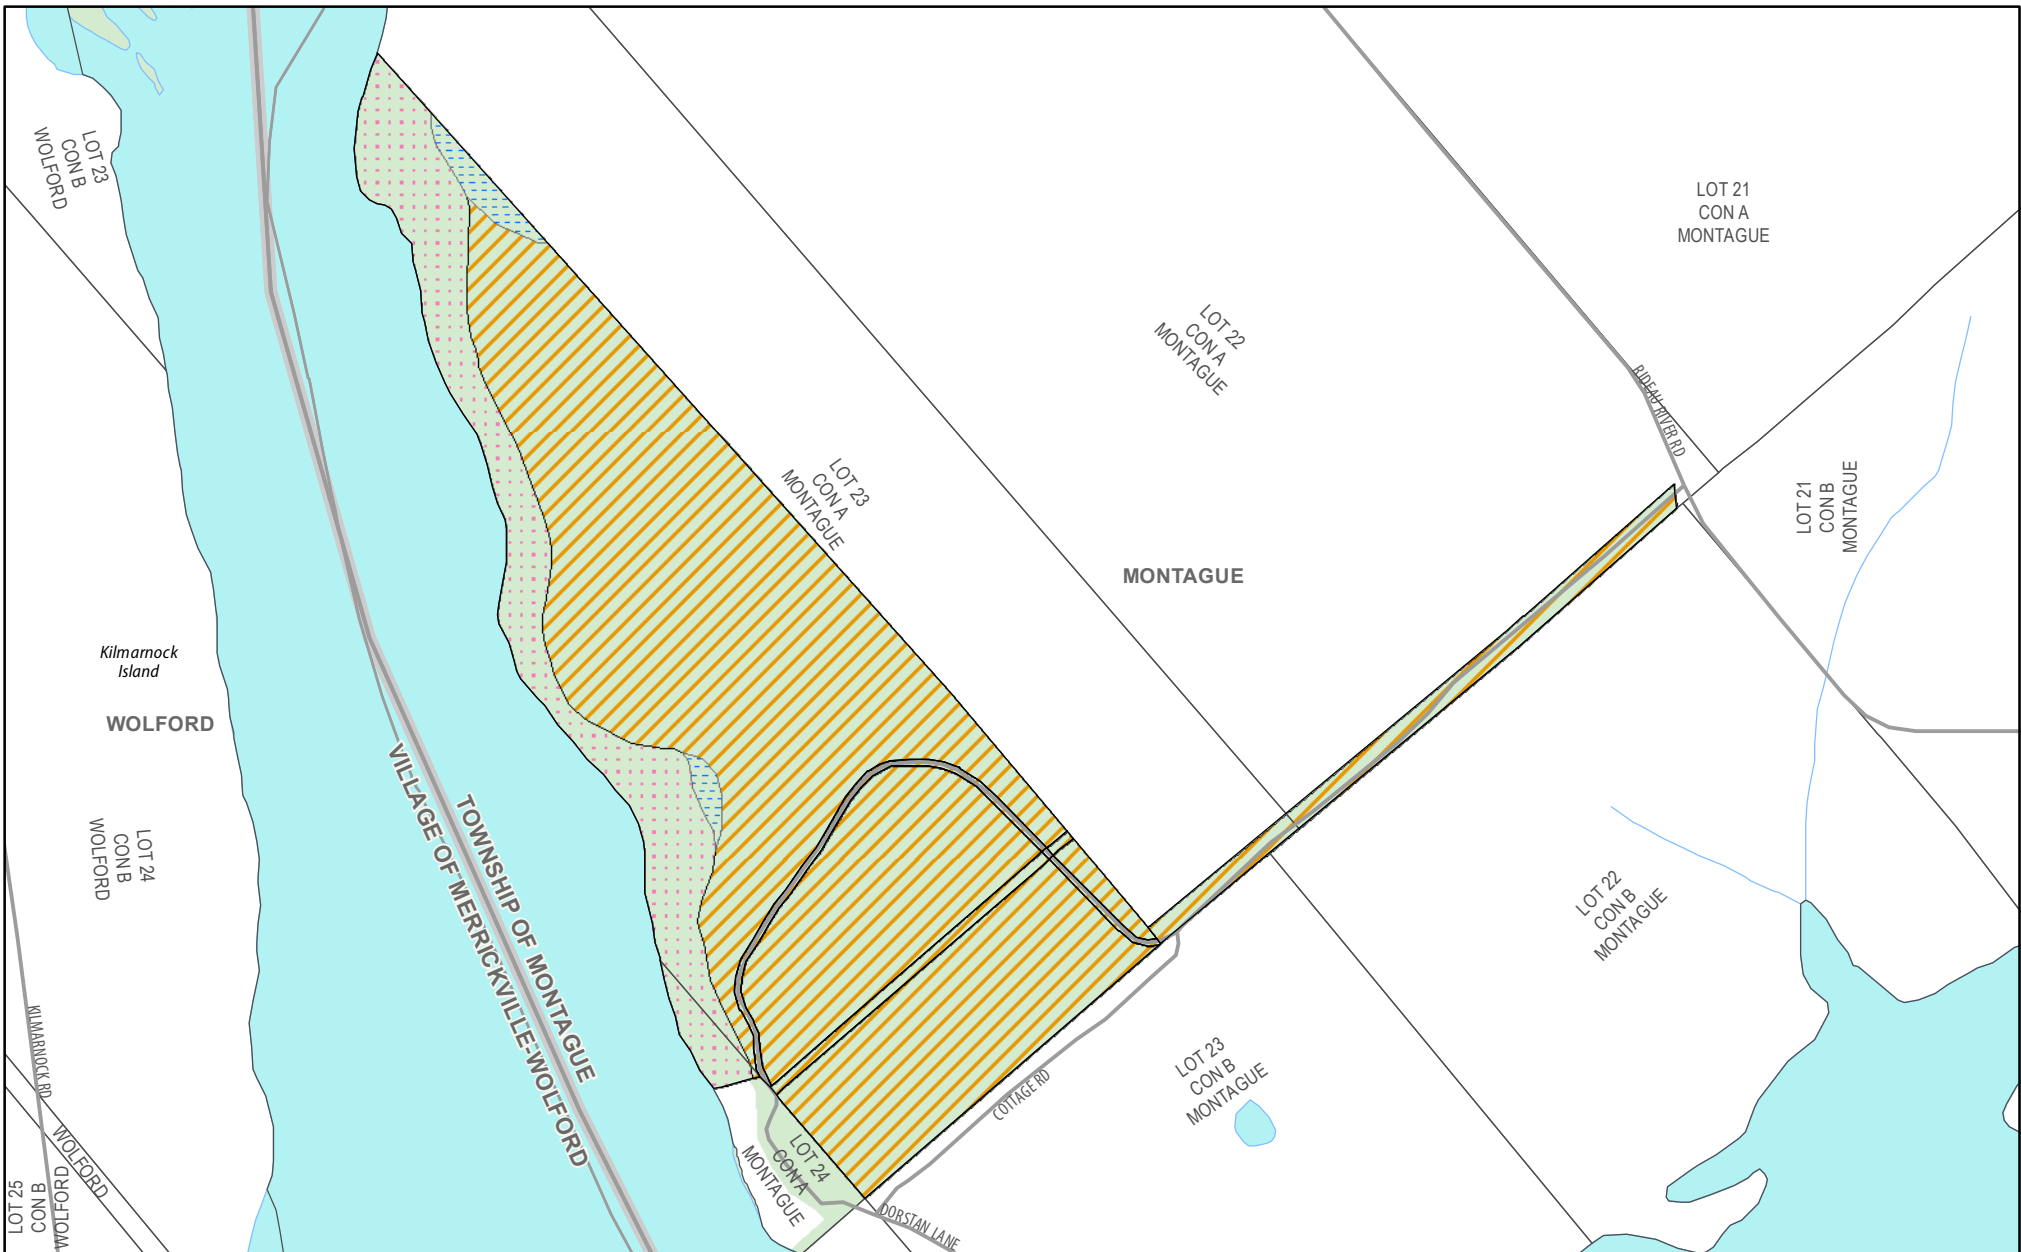 LOT 23
CON B
WOLFORD
LOT 21
CON A
MONTAGUE
LOT 22
CON A
MONTAGUE
RIDEAU RIVER RD
LOT 23
CON A
MONTAGUE
LOT 21
CON B
MONTAGUE
MONTAGUE
Kilmarnock
Island
WOLFORD
TOWNSHIP OF MONTAGUE
VILLAGE OF MERRICKVILLE-WOLFORD
LOT 24
CON B
WOLFORD
LOT 22
CON B
MONTAGUE
KILMARNOCK RD
LOT 23
CON B
MONTAGUE
COTTAGE RD
WOLFORD
LOT 24
CON A
MONTAGUE
LOT 25
CON B
WOLFORD
DORSTAN LANE